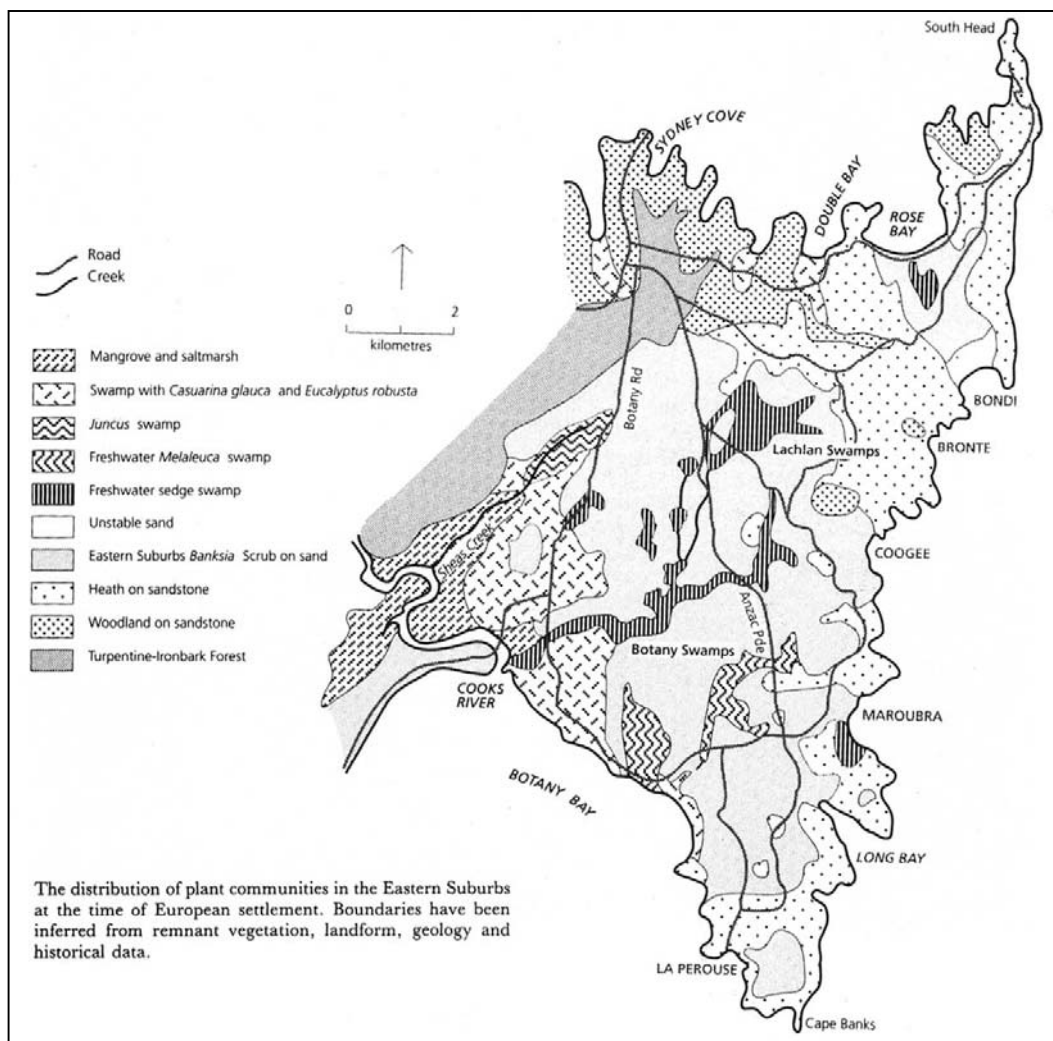 South Head
SYDNEY COVE
DOUBLE BAY
ROSE BAY
Road
Creek
0 2
kilometres
Mangrove and saltmarsh
Swamp with Casuarina glauca and Eucalyptus robusta
Juncus swamp
Freshwater Melaleuca swamp
Freshwater sedge swamp
Unstable sand
Eastern Suburbs Banksia Scrub on sand
Heath on sandstone
Woodland on sandstone
Turpentine-Ironbark Forest
Botany Rd
BONDI
BRONTE
Lachlan Swamps
Sheas Creek
COOGEE
Anzac Pde
Botany Swamps
COOKS
RIVER
MAROUBRA
BOTANY BAY
LONG BAY
The distribution of plant communities in the Eastern Suburbs
at the time of European settlement. Boundaries have been
inferred from remnant vegetation, landform, geology and
historical data.
LA PEROUSE
Cape Banks